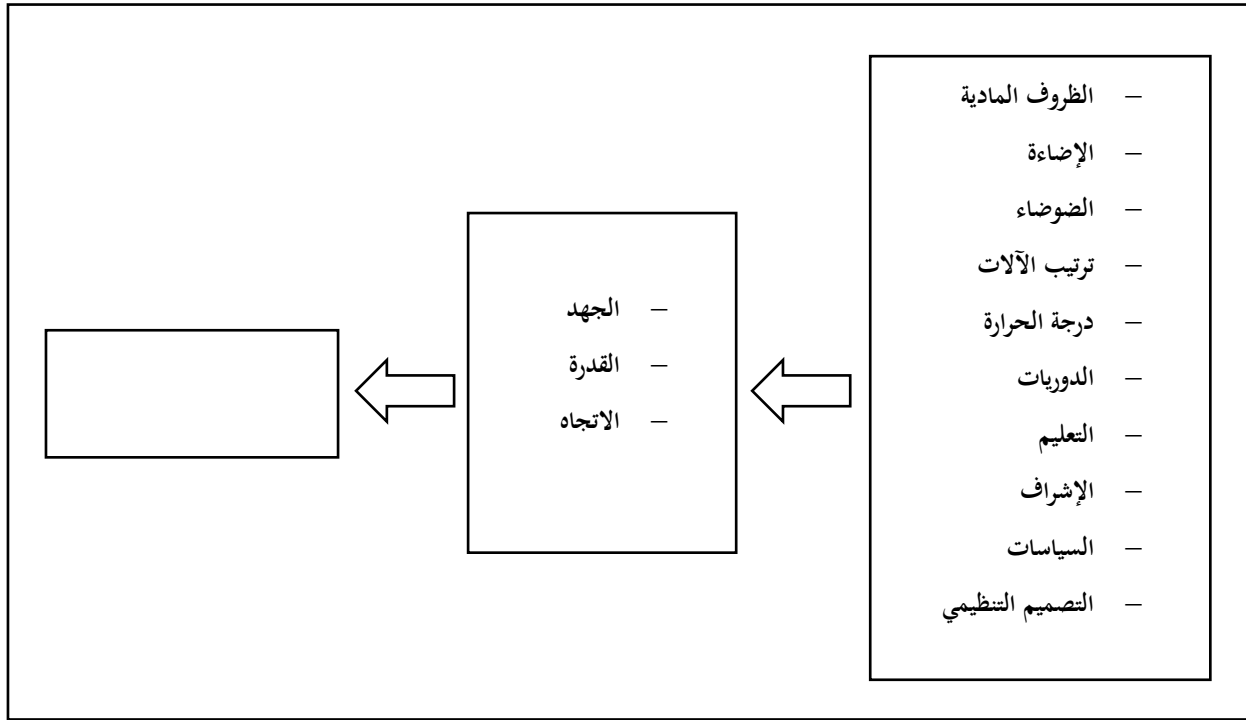 – الظروف المادية
– الإضاءة
– الضوضاء
– ترتيب الآلات
– درجة الحرارة
– الدوريات
– التعليم
– الإشراف
– السياسات
– التصميم التنظيمي
– الجهد
– القدرة
– الاتجاه